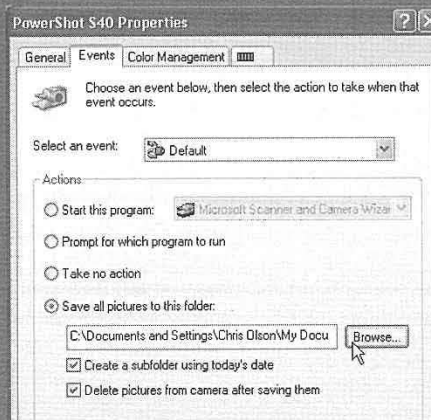 PowerShot S40 Properties
General Events Color Management
Choose an event below, then select the action to take when that
event occurs.
Select an event: Default
Actions
Start this program: Microsoft Scanner and Camera Wizar
Prompt for which program to run
Take no action
Save all pictures to this folder:
C:\Documents and Settings\Chris Olson\My Docu Browse...
Create a subfolder using today's date
Delete pictures from camera after saving them